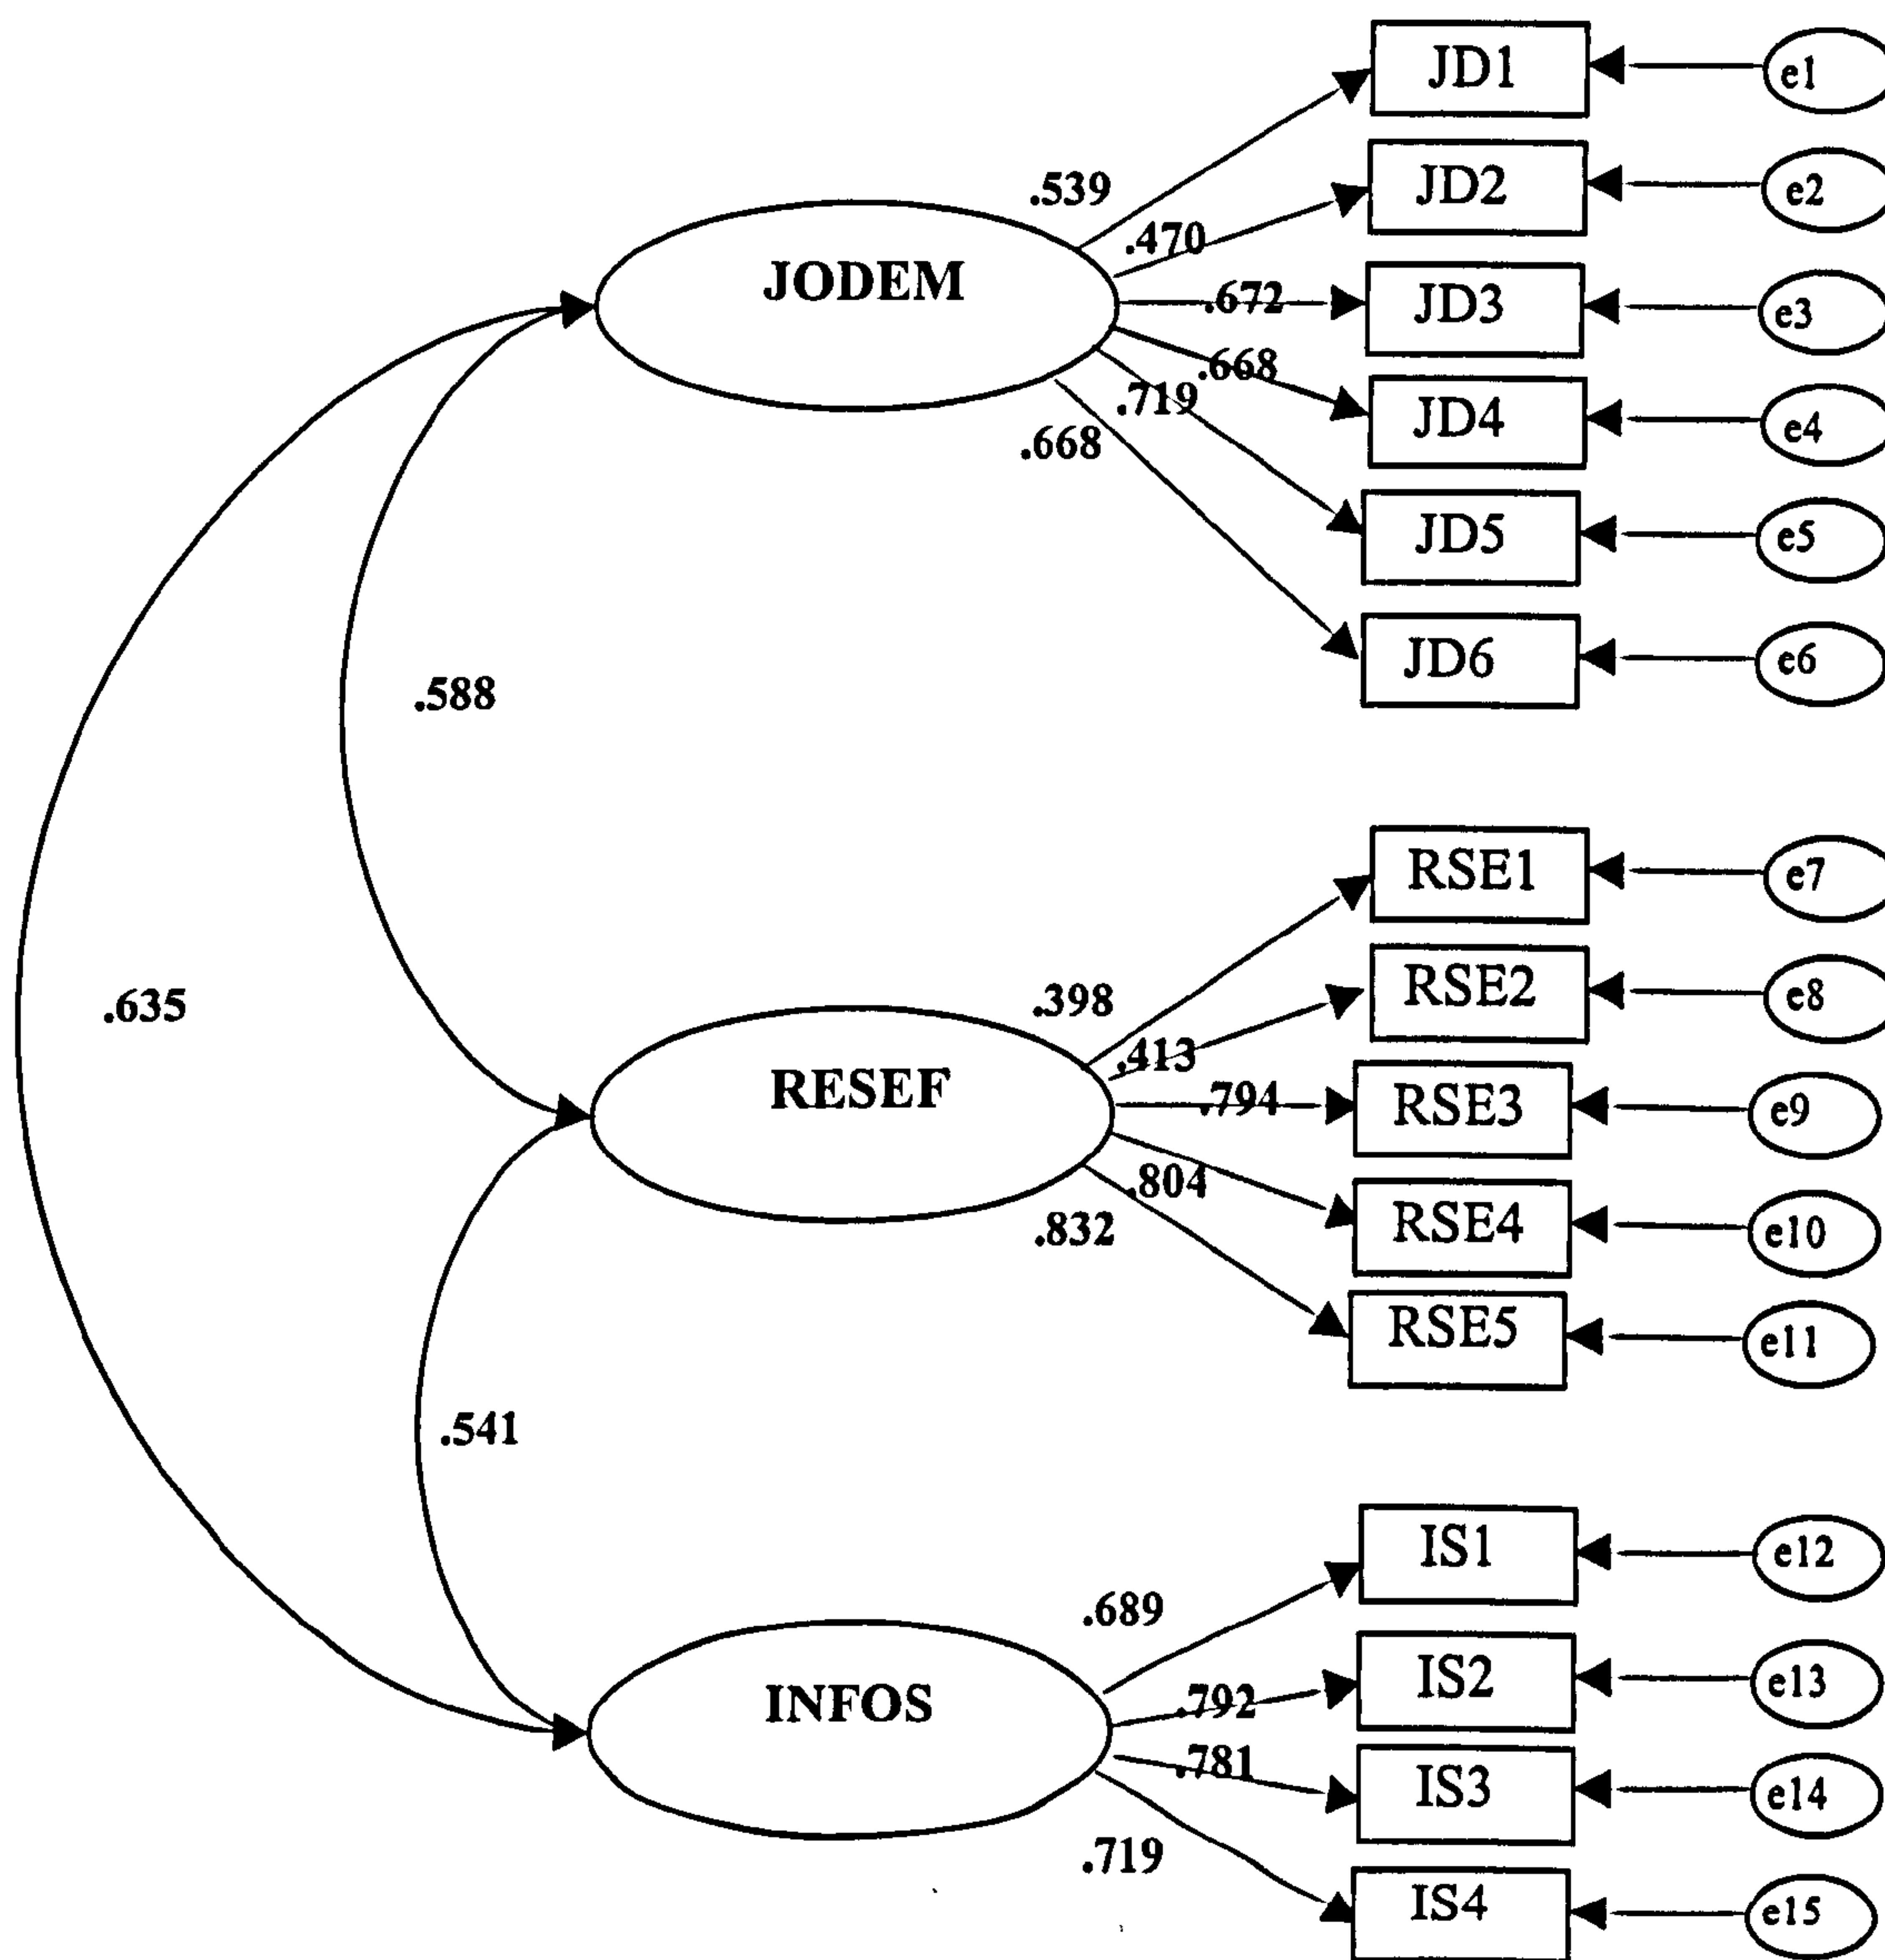 JD1 e1
.539
JD2 e2
.470
JODEM
.672 JD3 e3
.668
.719 JD4 e4
.668
JD5 e5
JD6 e6
.588
RSE1 e7
.398 RSE2 e8
.635
.413
RESEF .794 RSE3 e9
.804
.832 RSE4 e10
RSE5 e11
.541
IS1 e12
.689
INFOS .792 IS2 e13
.781 IS3 e14
.719
IS4 e15